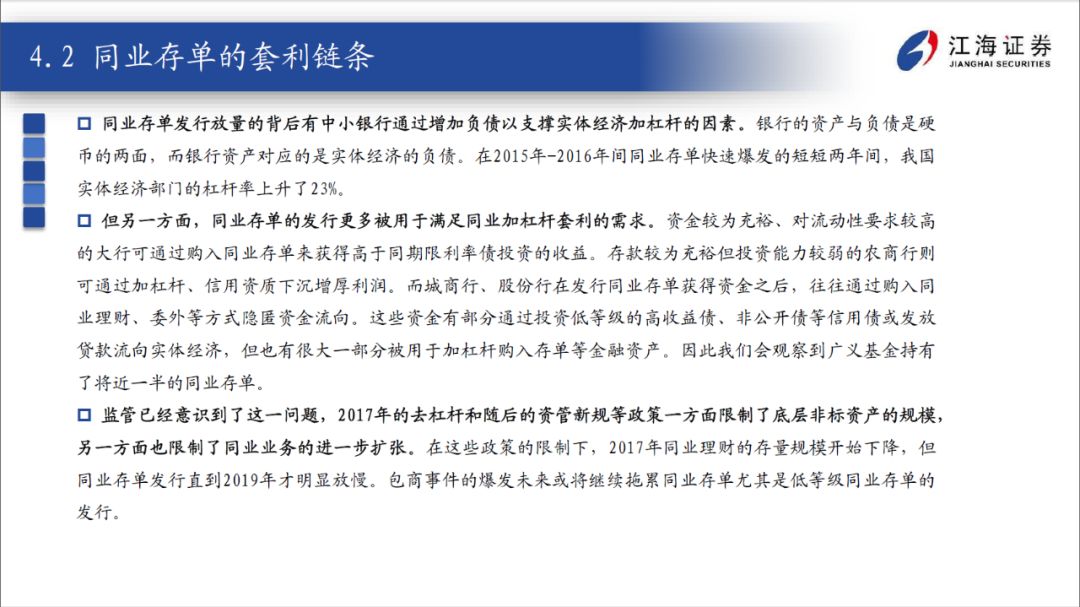 4.2 同业存单的套利链条
江海证券
JIANGHAI SECURITIES
同业存单发行放量的背后有中小银行通过增加负债以支撑实体经济加杠杆的因素。银行的资产与负债是硬
币的两面，而银行资产对应的是实体经济的负债。在2015年-2016年间同业存单快速爆发的短短两年间，我国
实体经济部门的杠杆率上升了23%。
但另一方面，同业存单的发行更多被用于满足同业加杠杆套利的需求。资金较为充裕、对流动性要求较高
的大行可通过购入同业存单来获得高于同期限利率债投资的收益。存款较为充裕但投资能力较弱的农商行则
可通过加杠杆、信用资质下沉增厚利润。而城商行、股份行在发行同业存单获得资金之后，往往通过购入同
业理财、委外等方式隐匿资金流向。这些资金有部分通过投资低等级的高收益债、非公开债等信用债或发放
贷款流向实体经济，但也有很大一部分被用于加杠杆购入存单等金融资产。因此我们会观察到广义基金持有
了将近一半的同业存单。
监管已经意识到了这一问题，2017年的去杠杆和随后的资管新规等政策一方面限制了底层非标资产的规模，
另一方面也限制了同业业务的进一步扩张。在这些政策的限制下，2017年同业理财的存量规模开始下降，但
同业存单发行直到2019年才明显放慢。包商事件的爆发未来或将继续拖累同业存单尤其是低等级同业存单的
发行。